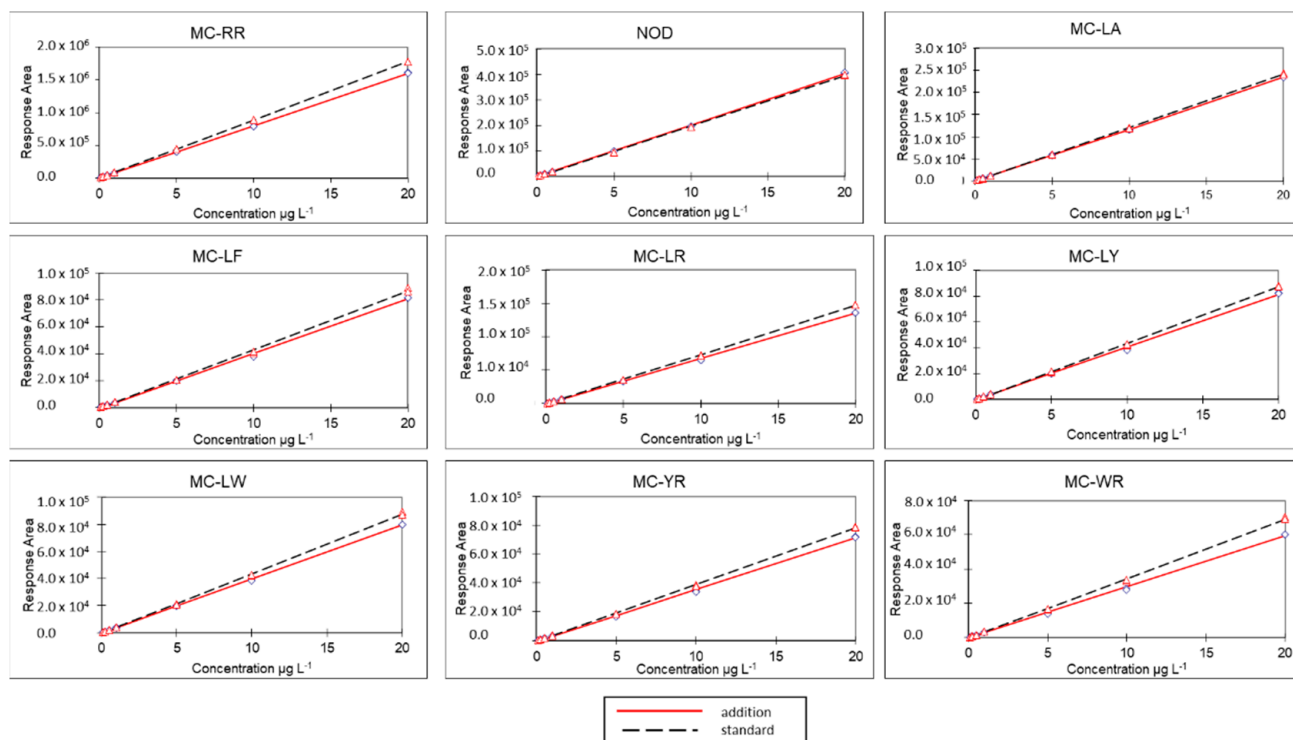 MC-RR
Response Area
2.0 x 10⁶
1.5 x 10⁶
1.0 x 10⁶
5.0 x 10⁵
0.0
5
10
15
20
Concentration µg L⁻¹
NOD
Response Area
5.0 x 10⁵
4.0 x 10⁵
3.0 x 10⁵
2.0 x 10⁵
1.0 x 10⁵
0.0
0
5
10
15
20
Concentration µg L⁻¹
MC-LA
Response Area
3.0 x 10⁵
2.5 x 10⁵
2.0 x 10⁵
1.5 x 10⁵
1.0 x 10⁵
5.0 x 10⁴
0.0
0
5
10
15
20
Concentration µg L⁻¹
MC-LF
Response Area
1.0 x 10⁵
8.0 x 10⁴
6.0 x 10⁴
4.0 x 10⁴
2.0 x 10⁴
0.0
0
5
10
15
20
Concentration µg L⁻¹
MC-LR
Response Area
2.0 x 10⁵
1.5 x 10⁵
1.0 x 10⁵
1.0 x 10⁴
0.0
0
5
10
15
20
Concentration µg L⁻¹
MC-LY
Response Area
1.0 x 10⁵
8.0 x 10⁴
6.0 x 10⁴
4.0 x 10⁴
2.0 x 10⁴
0.0
0
5
10
15
20
Concentration µg L⁻¹
MC-LW
Response Area
1.0 x 10⁵
8.0 x 10⁴
6.0 x 10⁴
4.0 x 10⁴
2.0 x 10⁴
0.0
0
5
10
15
20
Concentration µg L⁻¹
MC-YR
Response Area
1.0 x 10⁵
8.0 x 10⁴
6.0 x 10⁴
4.0 x 10⁴
2.0 x 10⁴
0.0
0
5
10
15
20
Concentration µg L⁻¹
MC-WR
Response Area
8.0 x 10⁴
6.0 x 10⁴
4.0 x 10⁴
2.0 x 10⁴
0.0
0
5
10
15
20
Concentration µg L⁻¹
addition
standard